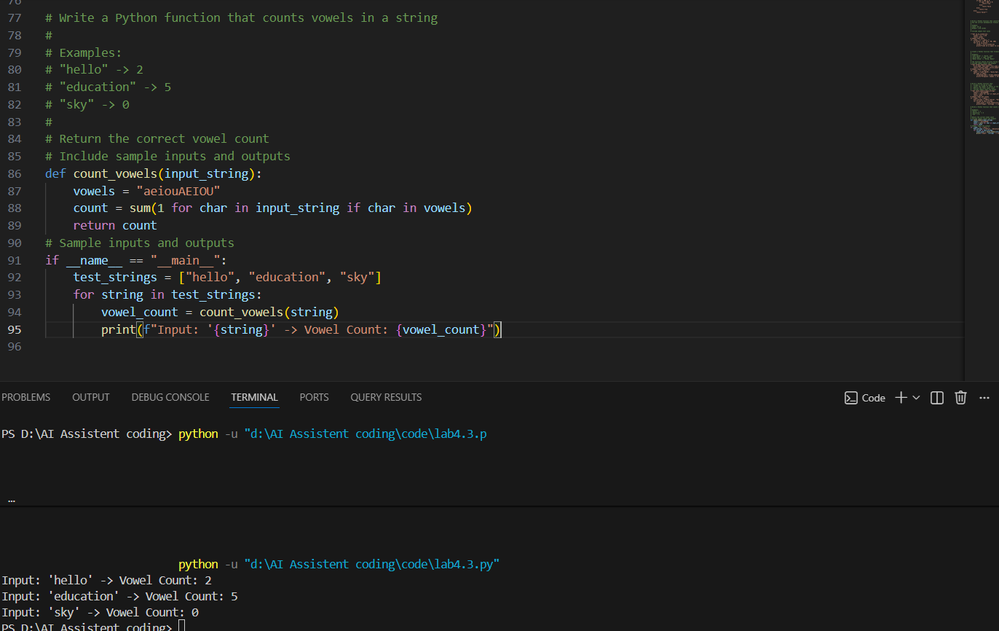 76
77 # Write a Python function that counts vowels in a string
78 #
79 # Examples:
80 # "hello" -> 2
81 # "education" -> 5
82 # "sky" -> 0
83 #
84 # Return the correct vowel count
85 # Include sample inputs and outputs
86 def count_vowels(input_string):
87     vowels = "aeiouAEIOU"
88     count = sum(1 for char in input_string if char in vowels)
89     return count
90 # Sample inputs and outputs
91 if __name__ == "__main__":
92     test_strings = ["hello", "education", "sky"]
93     for string in test_strings:
94         vowel_count = count_vowels(string)
95         print(f"Input: '{string}' -> Vowel Count: {vowel_count}")
96
PROBLEMS OUTPUT DEBUG CONSOLE TERMINAL PORTS QUERY RESULTS Code
PS D:\AI Assistent coding> python -u "d:\AI Assistent coding\code\lab4.3.p
…
python -u "d:\AI Assistent coding\code\lab4.3.py"
Input: 'hello' -> Vowel Count: 2
Input: 'education' -> Vowel Count: 5
Input: 'sky' -> Vowel Count: 0
PS D:\AI Assistent coding>